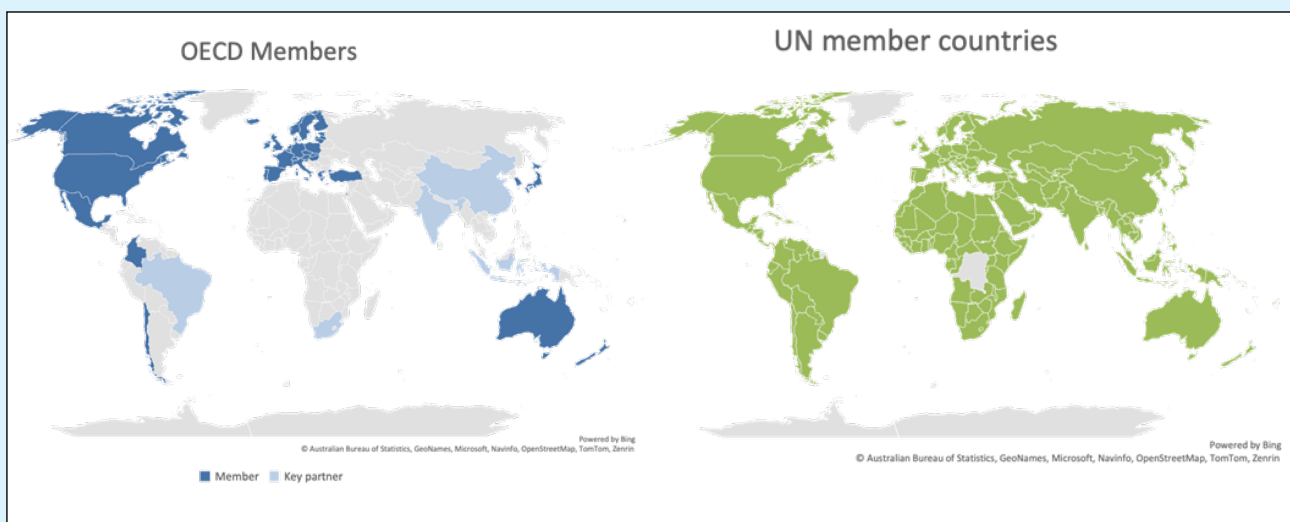 OECD Members
Powered by Bing
© Australian Bureau of Statistics, GeoNames, Microsoft, Navinfo, OpenStreetMap, TomTom, Zenrin
Member Key partner
UN member countries
Powered by Bing
© Australian Bureau of Statistics, GeoNames, Microsoft, Navinfo, OpenStreetMap, TomTom, Zenrin